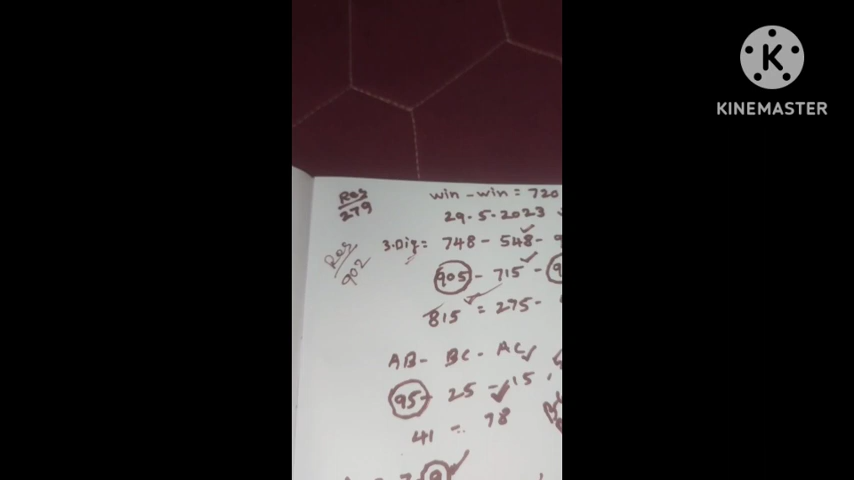 KINEMASTER
Res
279
win - win = 720
29.5.2023
Res
902
3.Dig = 748 - 548 -
905 - 715 -
815 = 275 -
AB - BC - AC
95 - 25 - 15
41 = 78